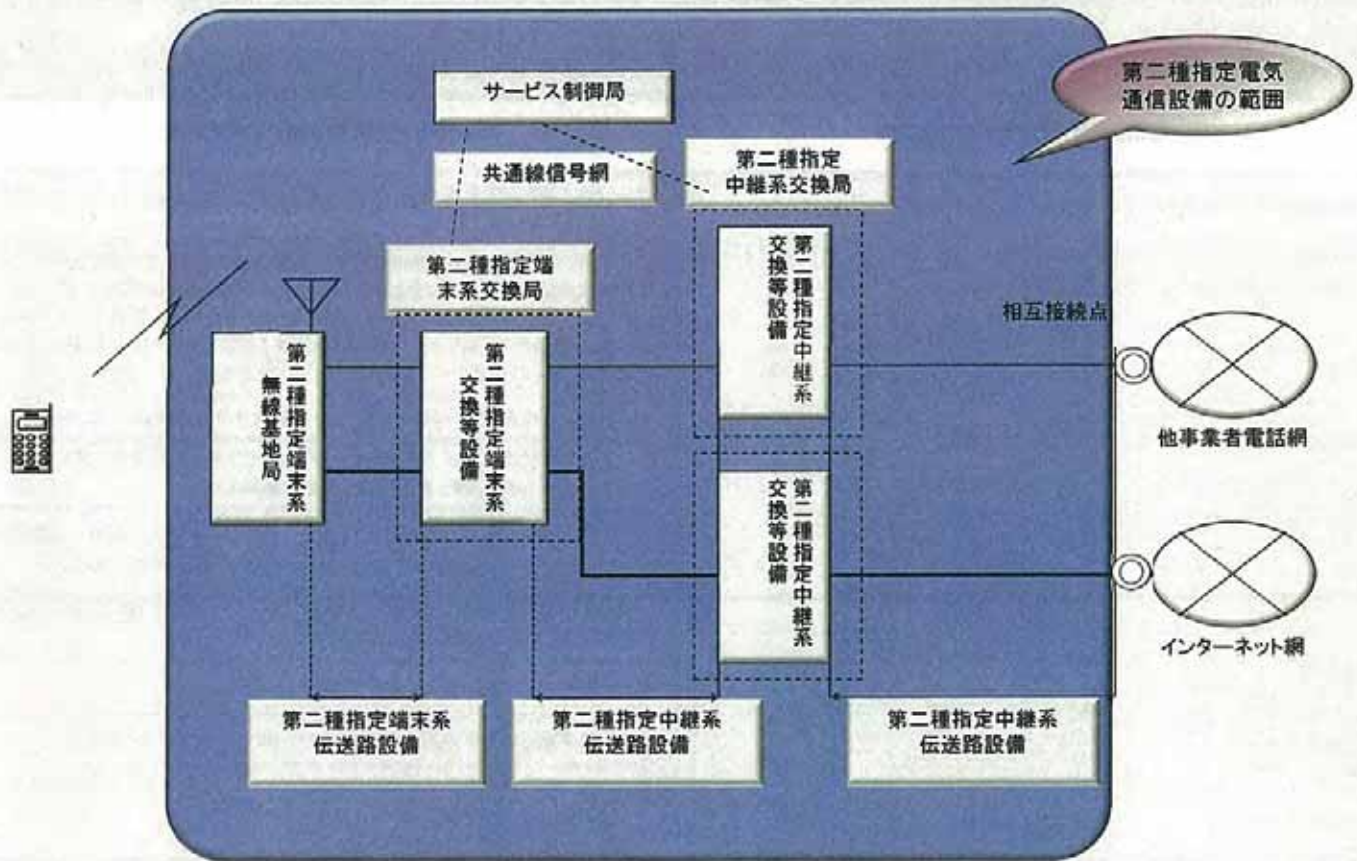 第二種指定電気
通信設備の範囲
サービス制御局
共通線信号網
第二種指定
中継系交換局
第二種指定端
末系交換局
第二種指定端末系
無線基地局
第二種指定端末系
交換等設備
第二種指定中継系
交換等設備
第二種指定中継系
交換等設備
相互接続点
他事業者電話網
インターネット網
第二種指定端末系
伝送路設備
第二種指定中継系
伝送路設備
第二種指定中継系
伝送路設備